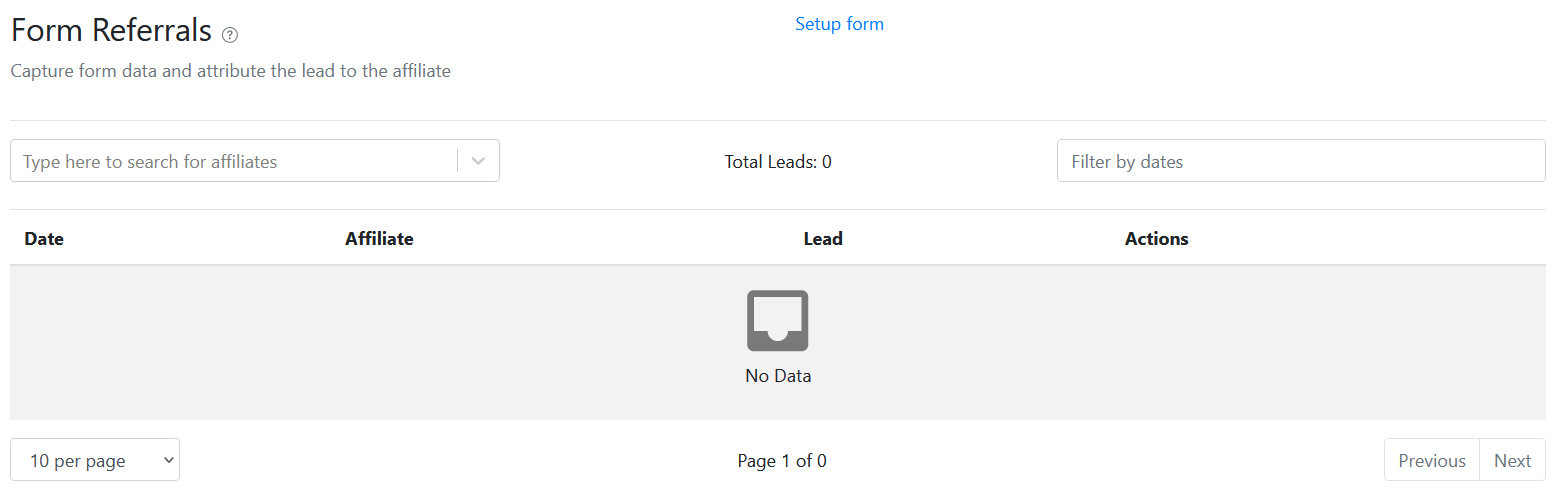 Form Referrals
Setup form
Capture form data and attribute the lead to the affiliate
Type here to search for affiliates
Total Leads: 0
Filter by dates
Date Affiliate Lead Actions
No Data
10 per page
Page 1 of 0
Previous Next